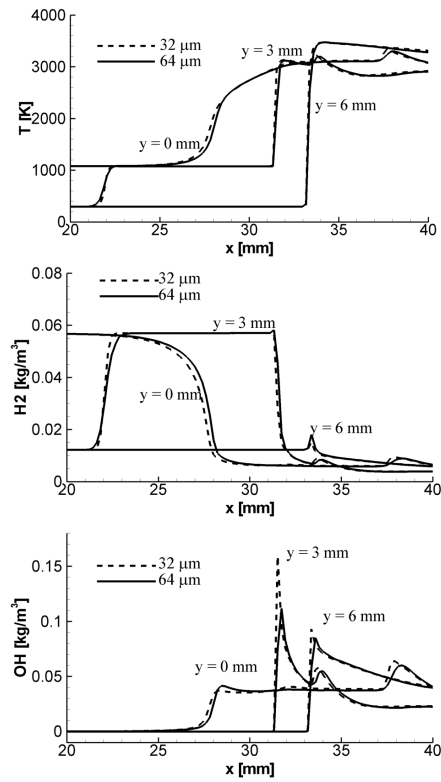 4000
32 μm
64 μm
y = 3 mm
3000
T [K]
2000
y = 6 mm
y = 0 mm
1000
0
20 25 30 35 40
x [mm]
0.08
32 μm
64 μm
0.06
y = 3 mm
H2 [kg/m³]
0.04
y = 0 mm
0.02
y = 6 mm
0
20 25 30 35 40
x [mm]
32 μm
y = 3 mm
0.15
64 μm
OH [kg/m³]
0.1
y = 6 mm
y = 0 mm
0.05
0
20 25 30 35 40
x [mm]